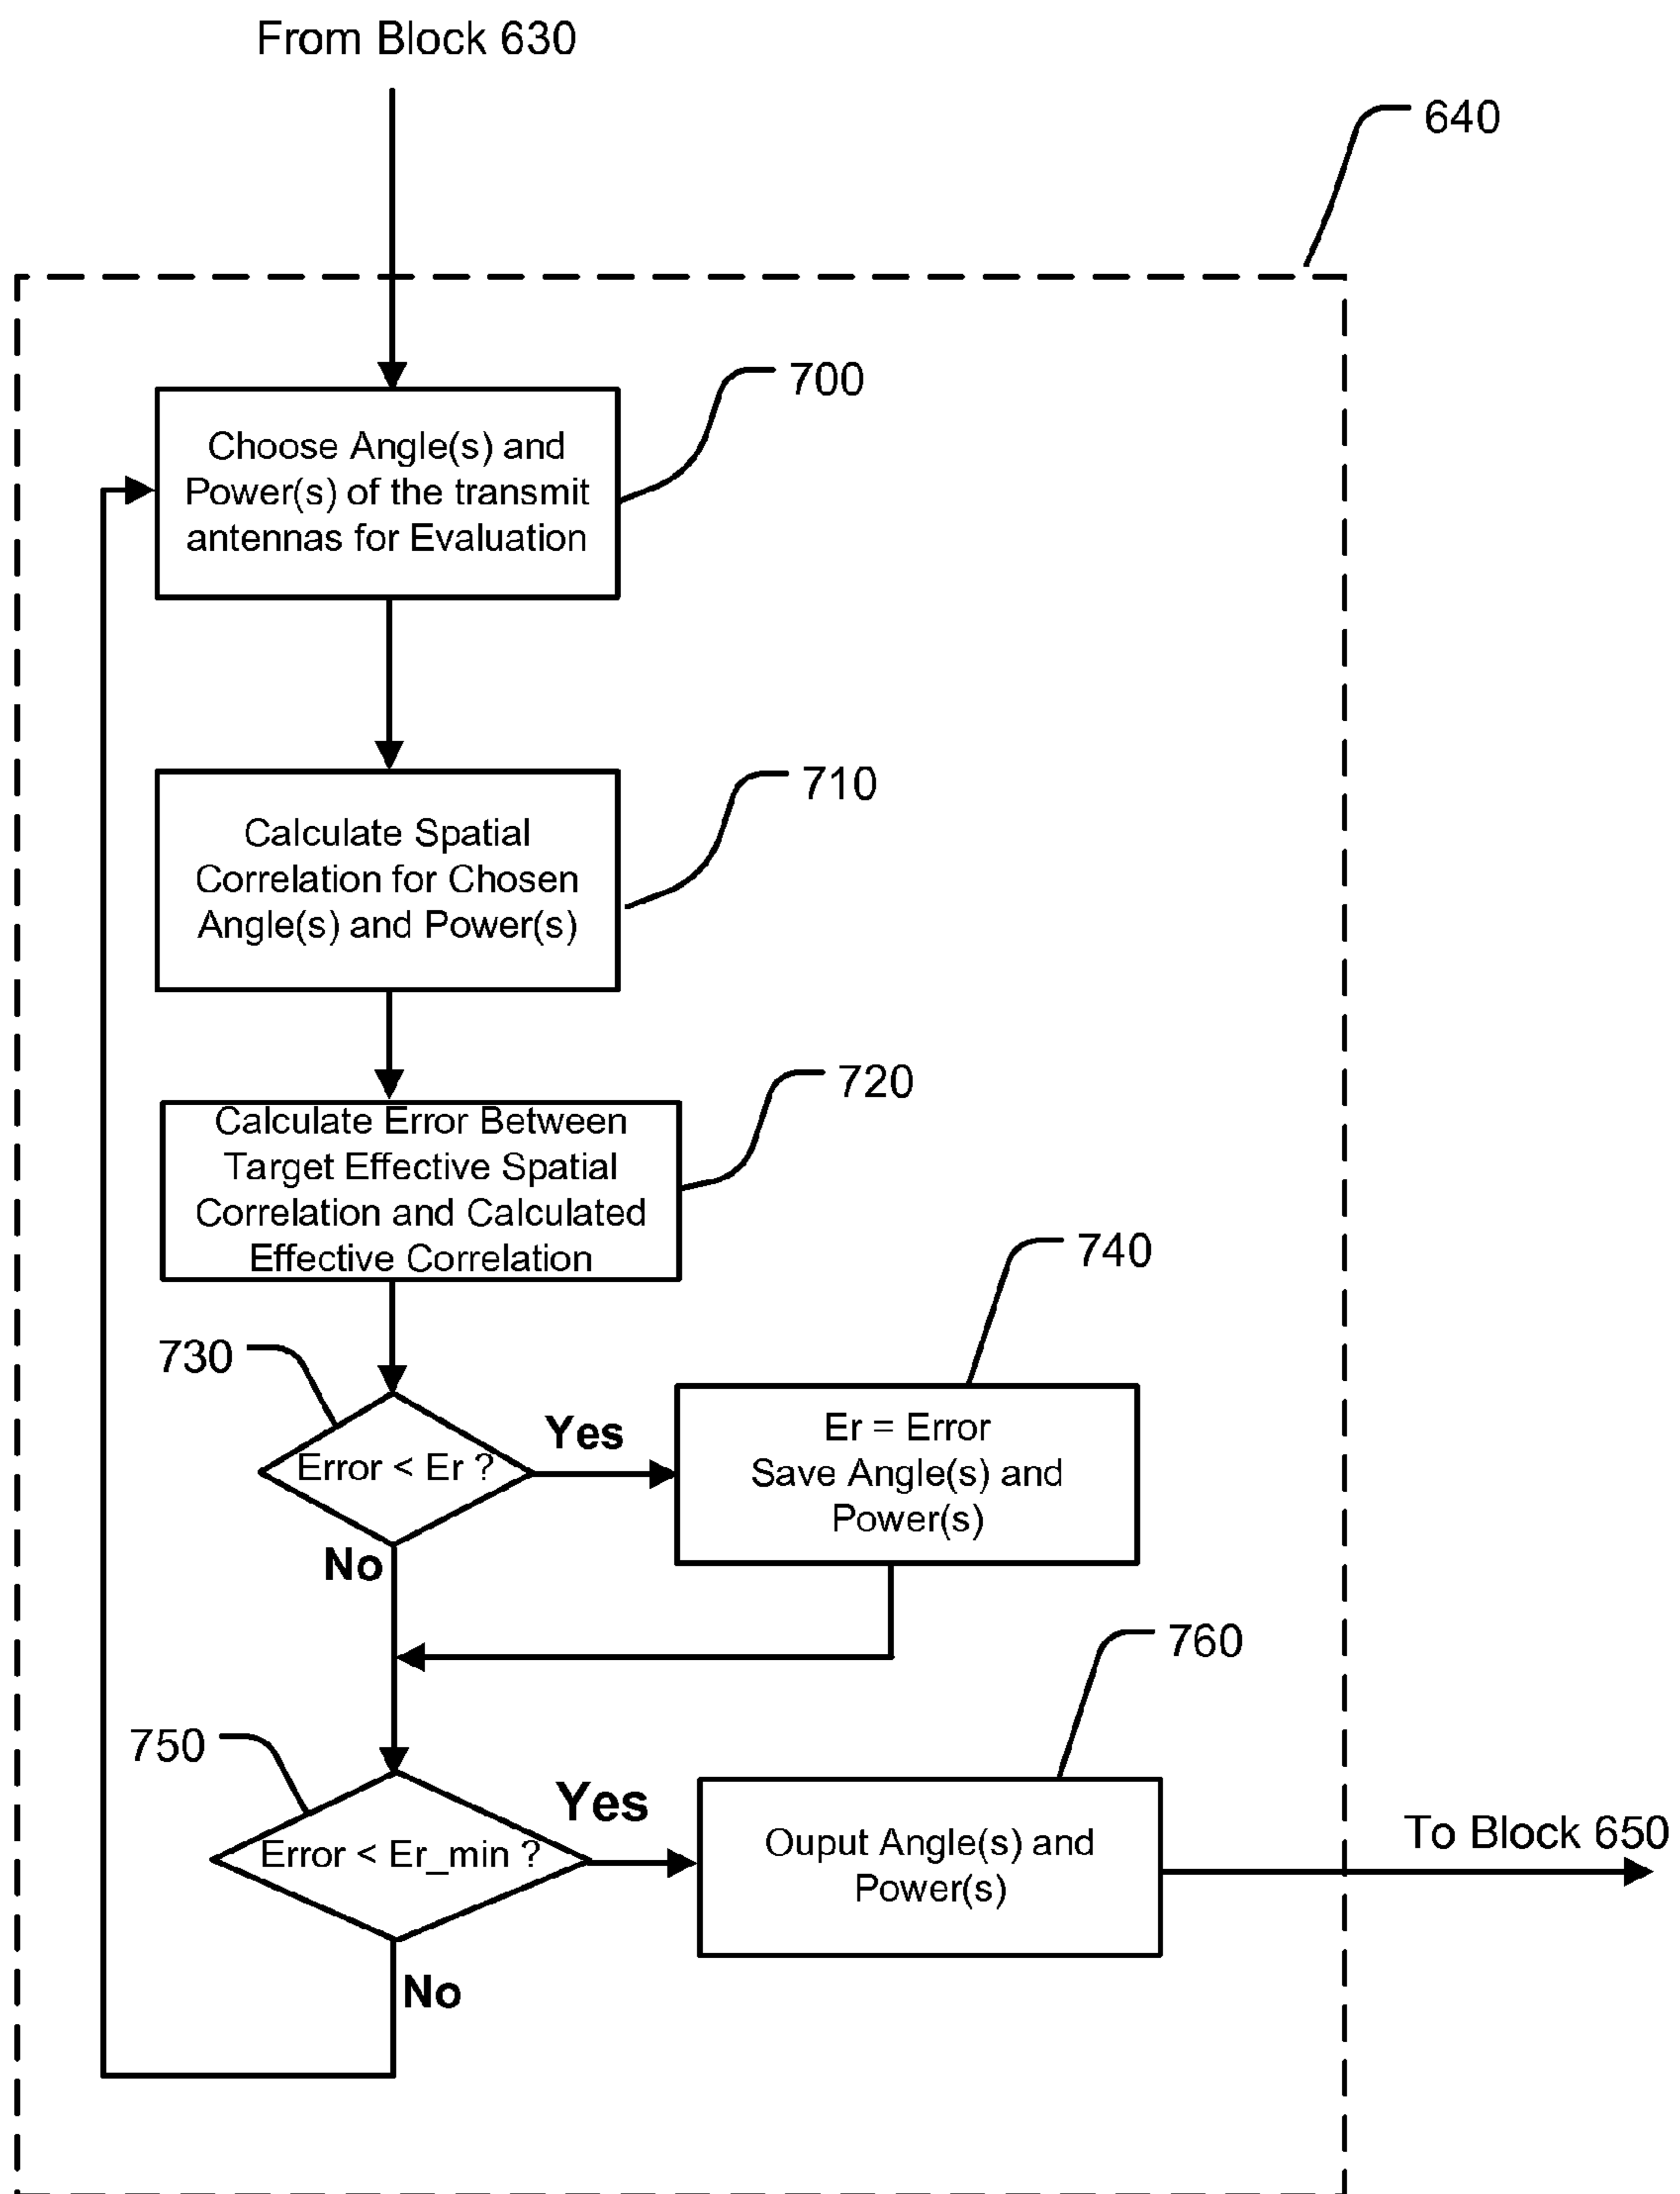 From Block 630
640
700
Choose Angle(s) and
Power(s) of the transmit
antennas for Evaluation
710
Calculate Spatial
Correlation for Chosen
Angle(s) and Power(s)
720
Calculate Error Between
Target Effective Spatial
Correlation and Calculated
Effective Correlation
730
740
Error < Er ?
Yes
Er = Error
Save Angle(s) and
Power(s)
No
750
760
Error < Er_min ?
Yes
Ouput Angle(s) and
Power(s)
To Block 650
No